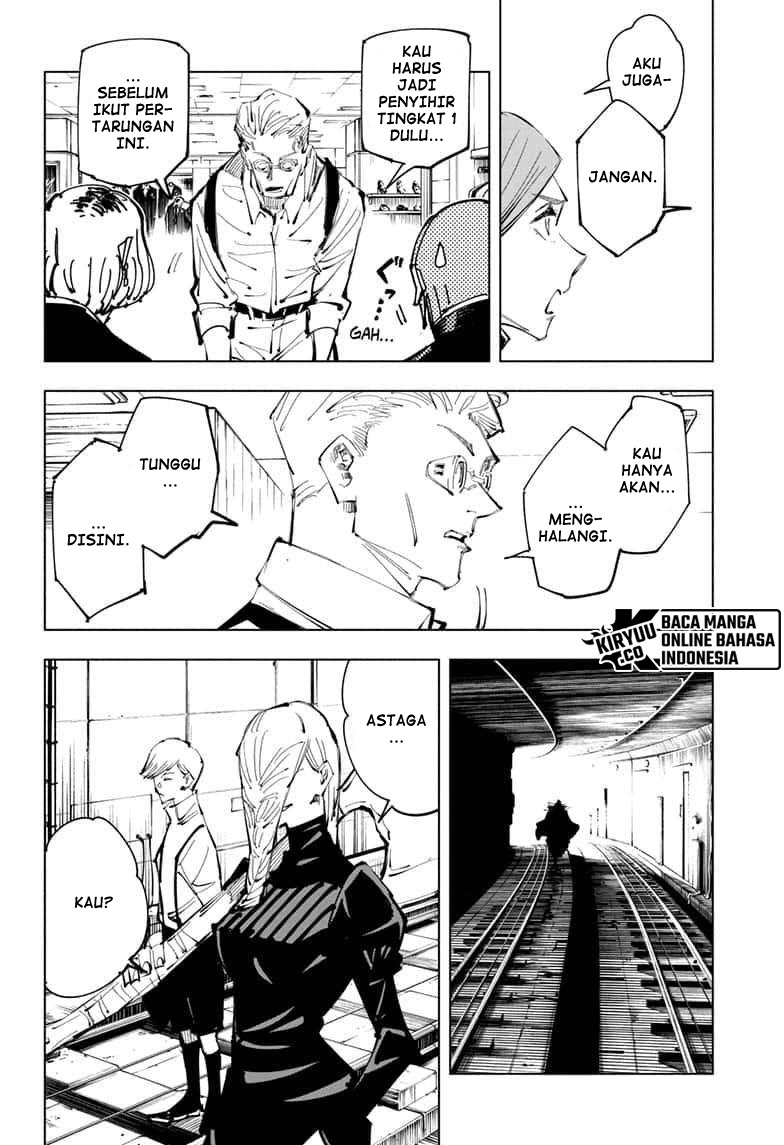 AKU
JUGA-
JANGAN.
KAU
HARUS
JADI
PENYIHIR
TINGKAT 1
DULU...
...
SEBELUM
IKUT PER-
TARUNGAN
INI.
GAH...
KAU
HANYA
AKAN...
...
MENG-
HALANGI.
TUNGGU
...
...
DISINI.
KIRYUU
.CO
BACA MANGA
ONLINE BAHASA
INDONESIA
ASTAGA
...
KAU?